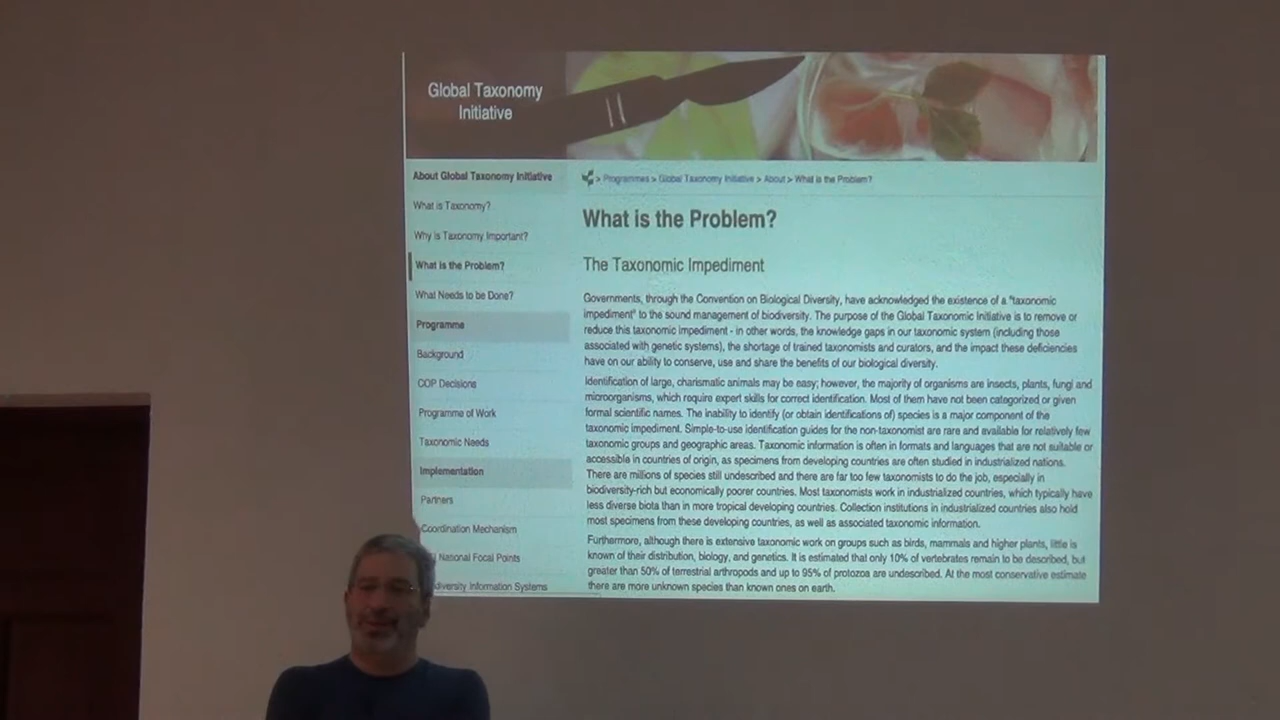 Global Taxonomy
Initiative
About Global Taxonomy Initiative
What is Taxonomy?
Why is Taxonomy Important?
What is the Problem?
What Needs to be Done?
Programme
Background
COP Decisions
Programme of Work
Taxonomic Needs
Implementation
Partners
Coordination Mechanism
National Focal Points
Information Systems
> Programmes > Global Taxonomy Initiative > About > What is the Problem?
What is the Problem?
The Taxonomic Impediment
Governments, through the Convention on Biological Diversity, have acknowledged the existence of a "taxonomic
impediment" to the sound management of biodiversity. The purpose of the Global Taxonomic Initiative is to remove or
reduce this taxonomic impediment - in other words, the knowledge gaps in our taxonomic system (including those
associated with genetic systems), the shortage of trained taxonomists and curators, and the impact these deficiencies
have on our ability to conserve, use and share the benefits of our biological diversity.
Identification of large, charismatic animals may be easy; however, the majority of organisms are insects, plants, fungi and
microorganisms, which require expert skills for correct identification. Most of them have not been categorized or given
formal scientific names. The inability to identify (or obtain identifications of) species is a major component of the
taxonomic impediment. Simple-to-use identification guides for the non-taxonomist are rare and available for relatively few
taxonomic groups and geographic areas. Taxonomic information is often in formats and languages that are not suitable or
accessible in countries of origin, as specimens from developing countries are often studied in industrialized nations.
There are millions of species still undescribed and there are far too few taxonomists to do the job, especially in
biodiversity-rich but economically poorer countries. Most taxonomists work in industrialized countries, which typically have
less diverse biota than in more tropical developing countries. Collection institutions in industrialized countries also hold
most specimens from these developing countries, as well as associated taxonomic information.
Furthermore, although there is extensive taxonomic work on groups such as birds, mammals and higher plants, little is
known of their distribution, biology, and genetics. It is estimated that only 10% of vertebrates remain to be described, but
greater than 50% of terrestrial arthropods and up to 95% of protozoa are undescribed. At the most conservative estimate
there are more unknown species than known ones on earth.